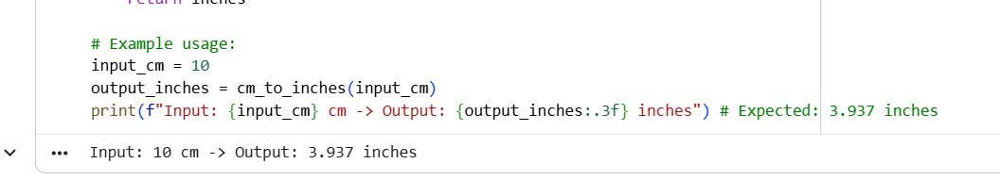 return inches
# Example usage:
input_cm = 10
output_inches = cm_to_inches(input_cm)
print(f"Input: {input_cm} cm -> Output: {output_inches:.3f} inches") # Expected: 3.937 inches
Input: 10 cm -> Output: 3.937 inches